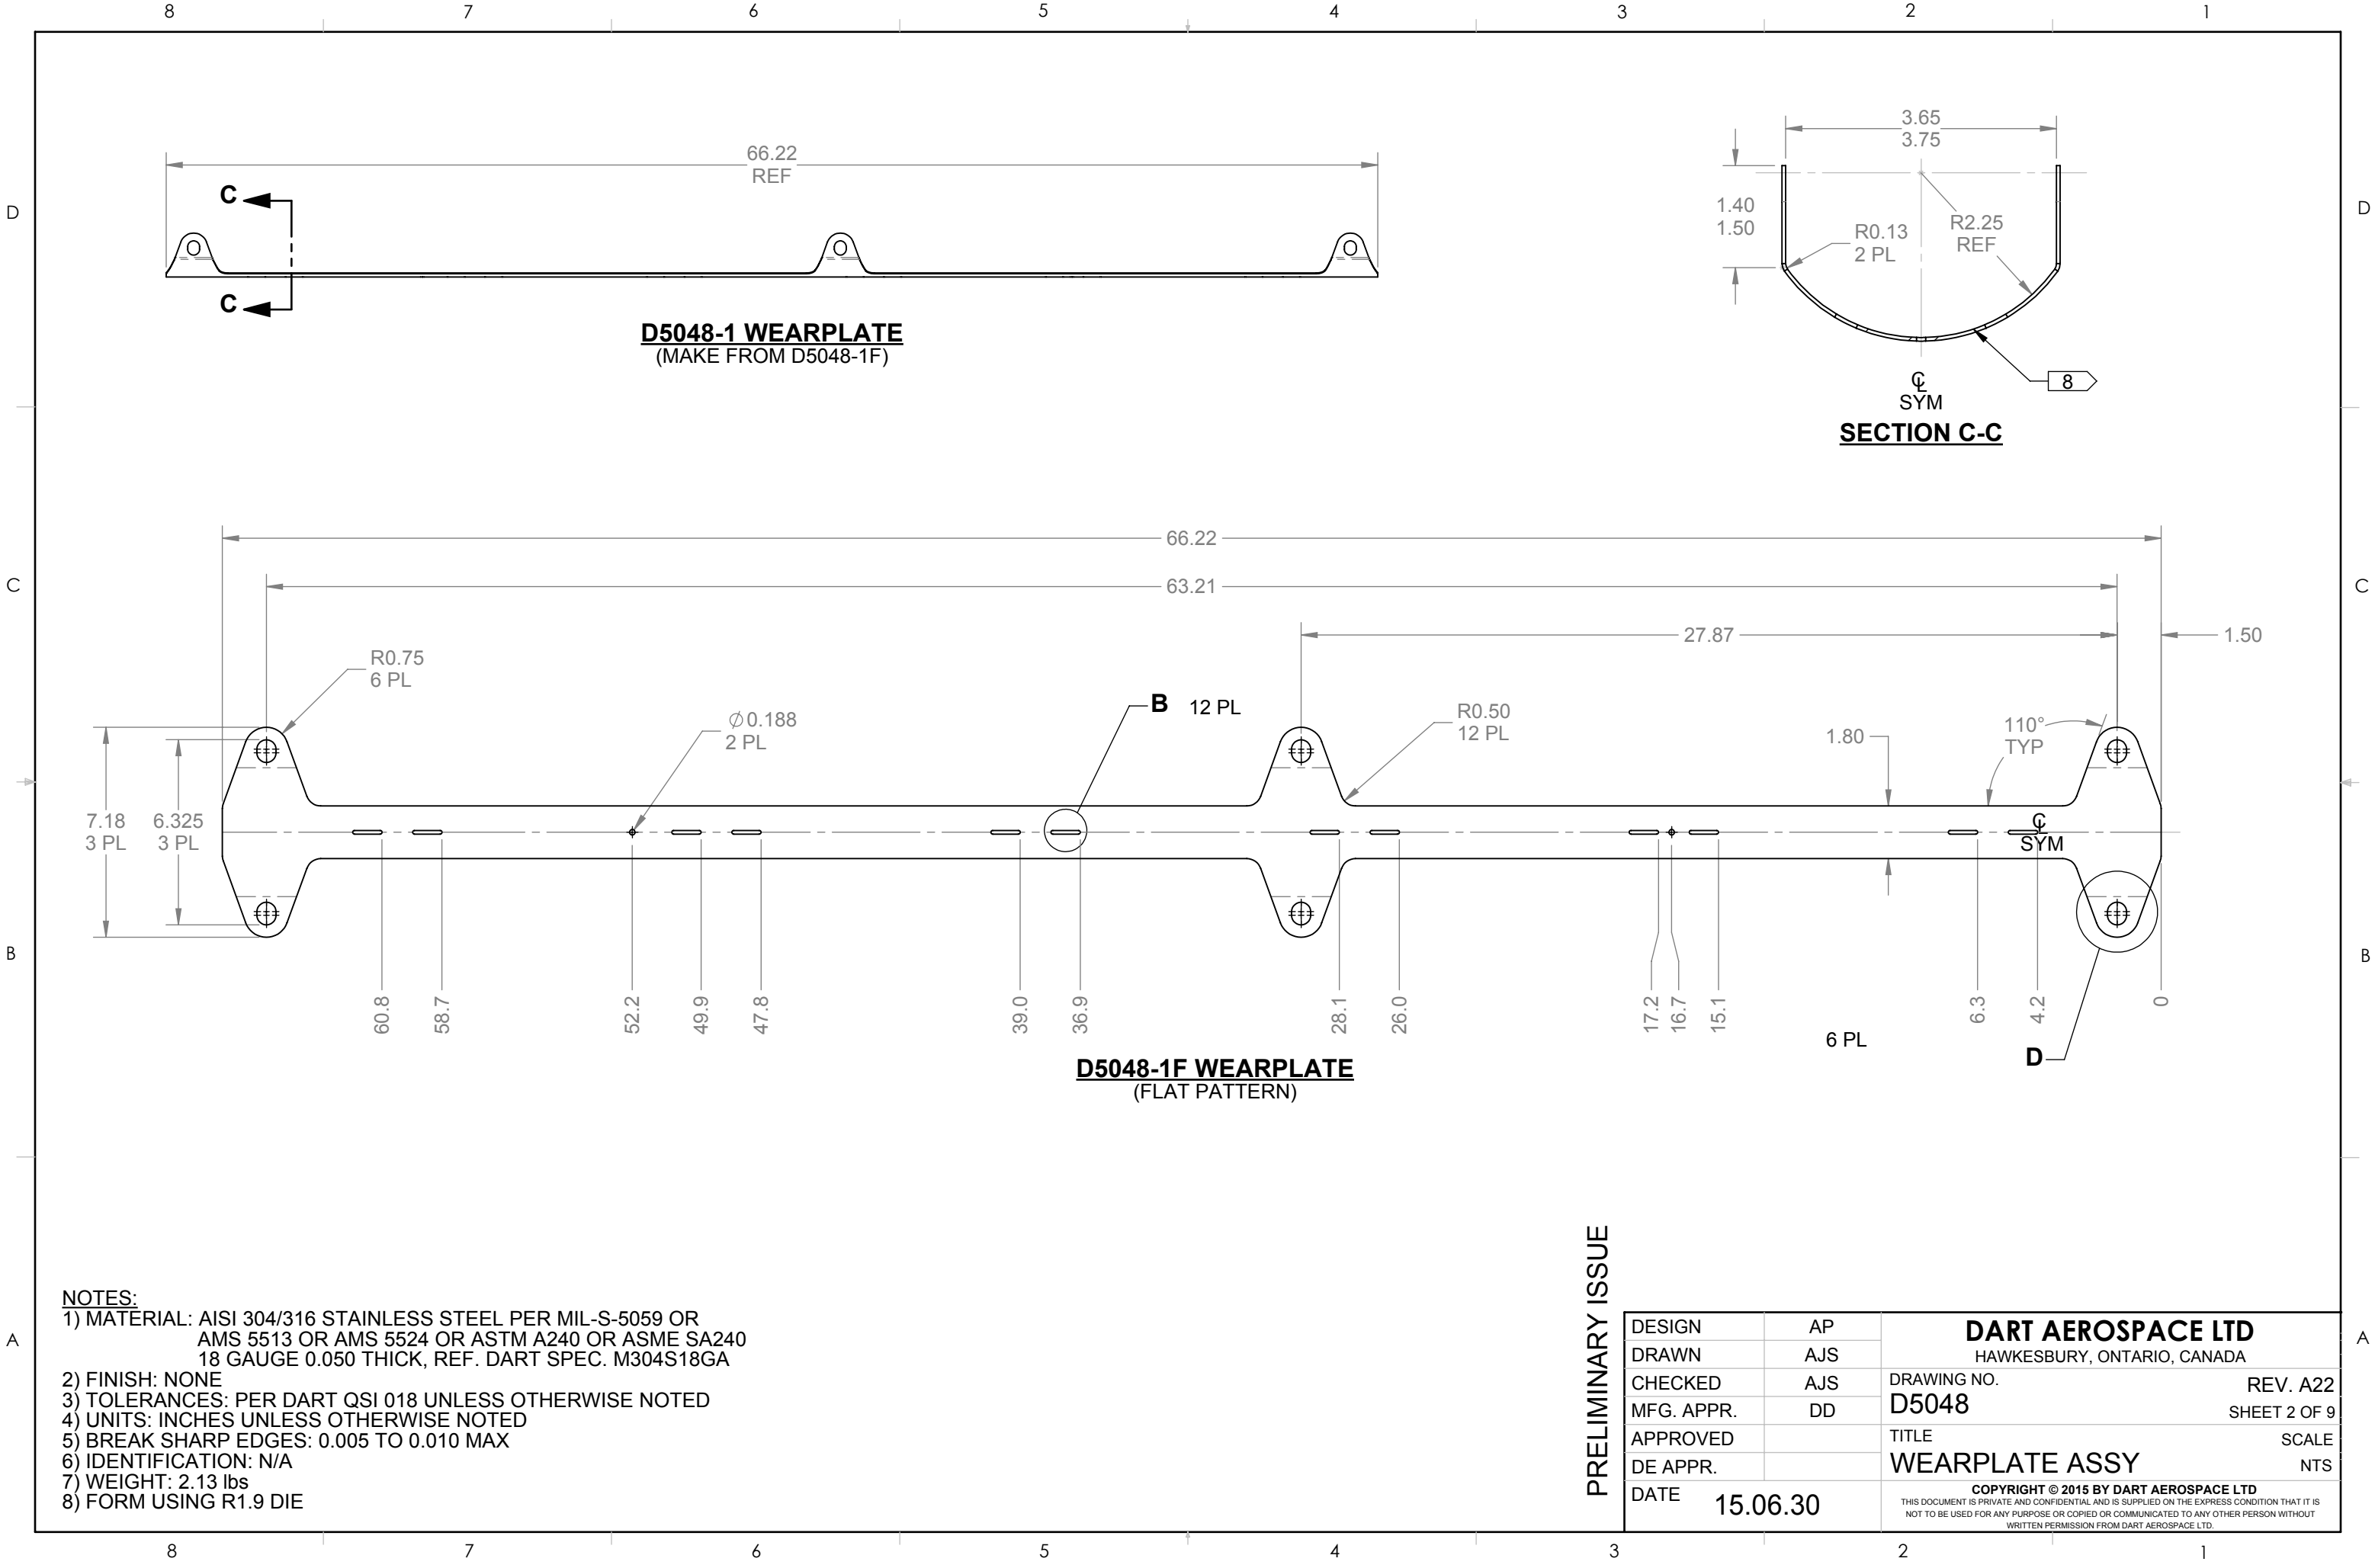 8 7 6 5 4 3 2 1
D
D
C
C
B
B
A
A
66.22
REF
C
C
D5048-1 WEARPLATE
(MAKE FROM D5048-1F)
3.65
3.75
1.40
1.50
R0.13
2 PL
R2.25
REF
8
℄
SYM
SECTION C-C
66.22
63.21
27.87
1.50
R0.75
6 PL
⌀0.188
2 PL
B 12 PL
R0.50
12 PL
1.80
110°
TYP
7.18
3 PL
6.325
3 PL
℄
SYM
60.8
58.7
52.2
49.9
47.8
39.0
36.9
28.1
26.0
17.2
16.7
15.1
6.3
4.2
0
6 PL
D
D5048-1F WEARPLATE
(FLAT PATTERN)
NOTES:
1) MATERIAL: AISI 304/316 STAINLESS STEEL PER MIL-S-5059 OR
AMS 5513 OR AMS 5524 OR ASTM A240 OR ASME SA240
18 GAUGE 0.050 THICK, REF. DART SPEC. M304S18GA
2) FINISH: NONE
3) TOLERANCES: PER DART QSI 018 UNLESS OTHERWISE NOTED
4) UNITS: INCHES UNLESS OTHERWISE NOTED
5) BREAK SHARP EDGES: 0.005 TO 0.010 MAX
6) IDENTIFICATION: N/A
7) WEIGHT: 2.13 lbs
8) FORM USING R1.9 DIE
PRELIMINARY ISSUE
DESIGN AP
DRAWN AJS
CHECKED AJS
MFG. APPR. DD
APPROVED
DE APPR.
DATE 15.06.30
DART AEROSPACE LTD
HAWKESBURY, ONTARIO, CANADA
DRAWING NO. REV. A22
D5048 SHEET 2 OF 9
TITLE SCALE
WEARPLATE ASSY NTS
COPYRIGHT © 2015 BY DART AEROSPACE LTD
THIS DOCUMENT IS PRIVATE AND CONFIDENTIAL AND IS SUPPLIED ON THE EXPRESS CONDITION THAT IT IS
NOT TO BE USED FOR ANY PURPOSE OR COPIED OR COMMUNICATED TO ANY OTHER PERSON WITHOUT
WRITTEN PERMISSION FROM DART AEROSPACE LTD.
8 7 6 5 4 3 2 1